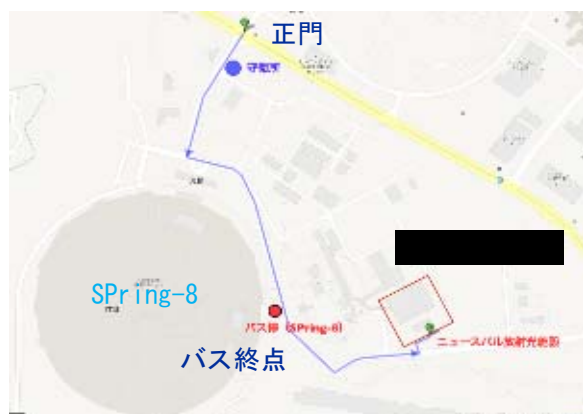 正門
守衛所
SPring-8
バス停 (SPring-8)
ニュースバル放射光施設
バス終点